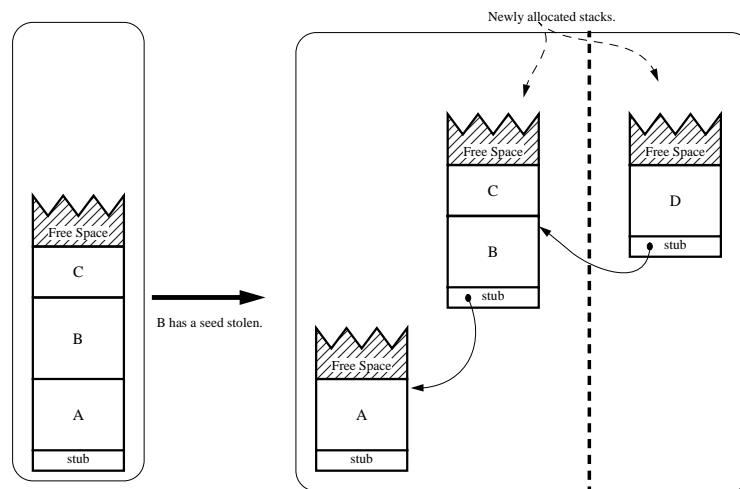 Newly allocated stacks.
Free Space
C
B
A
stub
B has a seed stolen.
Free Space
A
stub
Free Space
C
B
stub
Free Space
D
stub